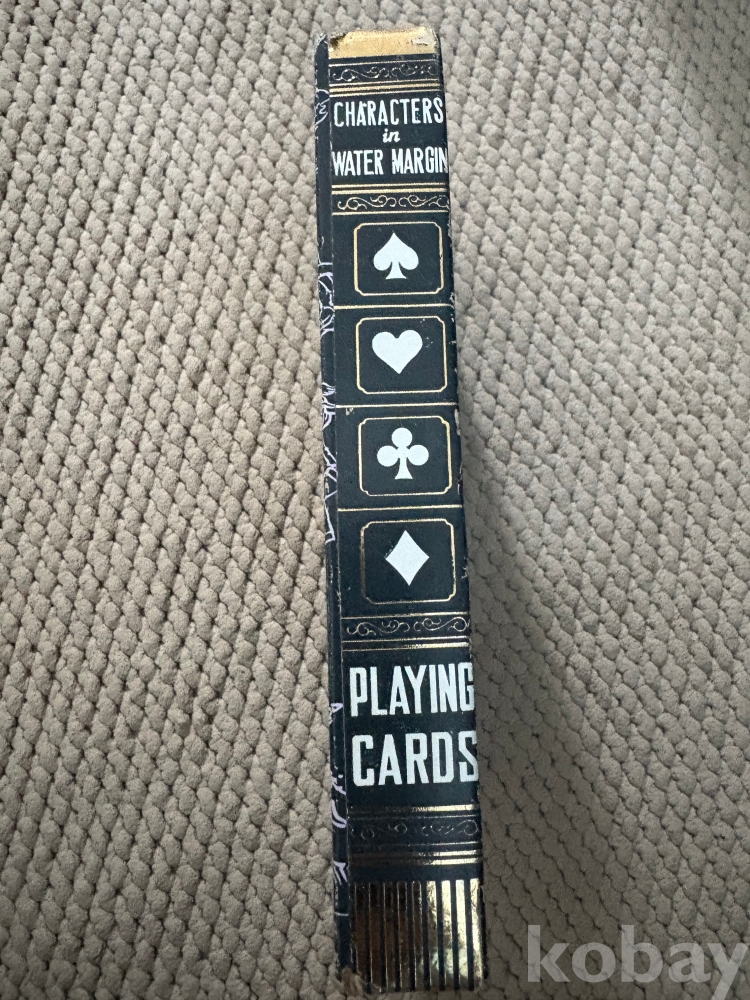 CHARACTERS
in
WATER MARGIN
PLAYING
CARDS
kobay